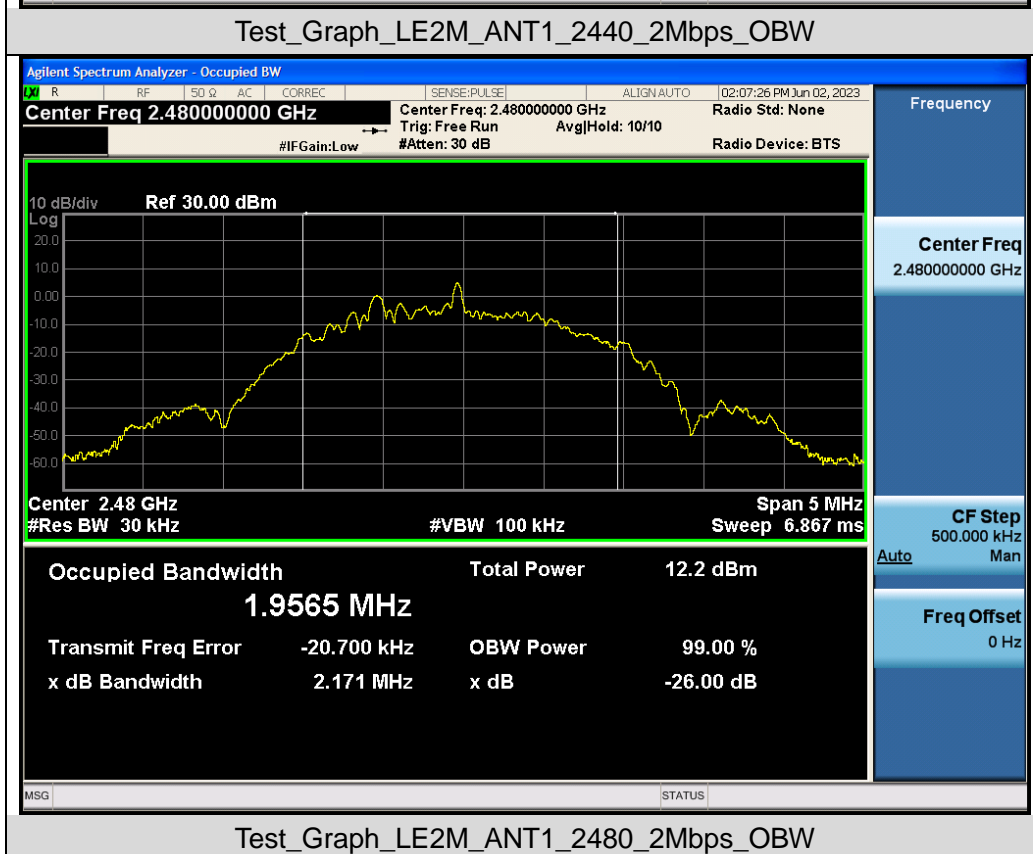 Test_Graph_LE2M_ANT1_2440_2Mbps_OBW
Agilent Spectrum Analyzer - Occupied BW
LXI R RF 50 Ω AC CORREC SENSE:PULSE ALIGN AUTO 02:07:26 PM Jun 02, 2023
Center Freq 2.480000000 GHz Center Freq: 2.480000000 GHz Radio Std: None
Trig: Free Run Avg|Hold: 10/10
#IFGain:Low #Atten: 30 dB Radio Device: BTS
Frequency
10 dB/div Ref 30.00 dBm
Log
20.0
10.0
0.00
-10.0
-20.0
-30.0
-40.0
-50.0
-60.0
Center 2.48 GHz Span 5 MHz
#Res BW 30 kHz #VBW 100 kHz Sweep 6.867 ms
Center Freq
2.480000000 GHz
CF Step
500.000 kHz
Auto Man
Freq Offset
0 Hz
Occupied Bandwidth Total Power 12.2 dBm
1.9565 MHz
Transmit Freq Error -20.700 kHz OBW Power 99.00 %
x dB Bandwidth 2.171 MHz x dB -26.00 dB
MSG STATUS
Test_Graph_LE2M_ANT1_2480_2Mbps_OBW